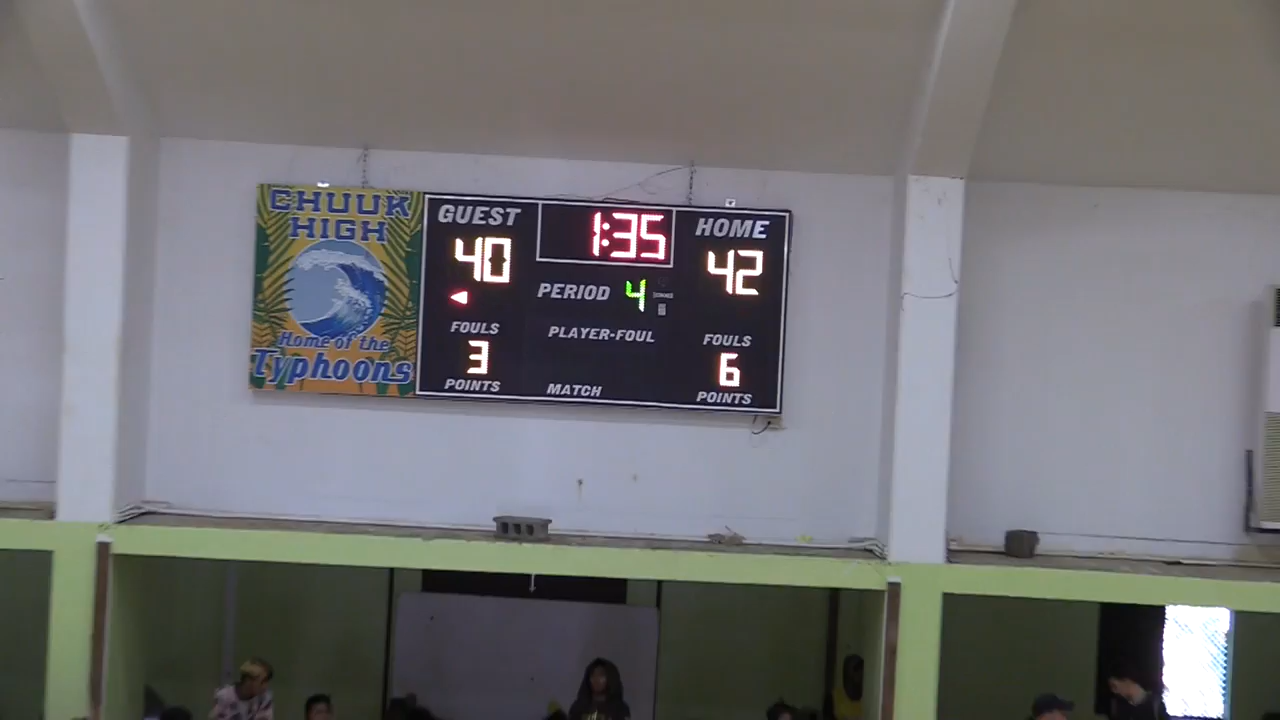 CHUUK
HIGH
Home of the
Typhoons
GUEST
1:35
HOME
40
42
PERIOD 4
FOULS
PLAYER-FOUL
FOULS
3
6
POINTS
MATCH
POINTS